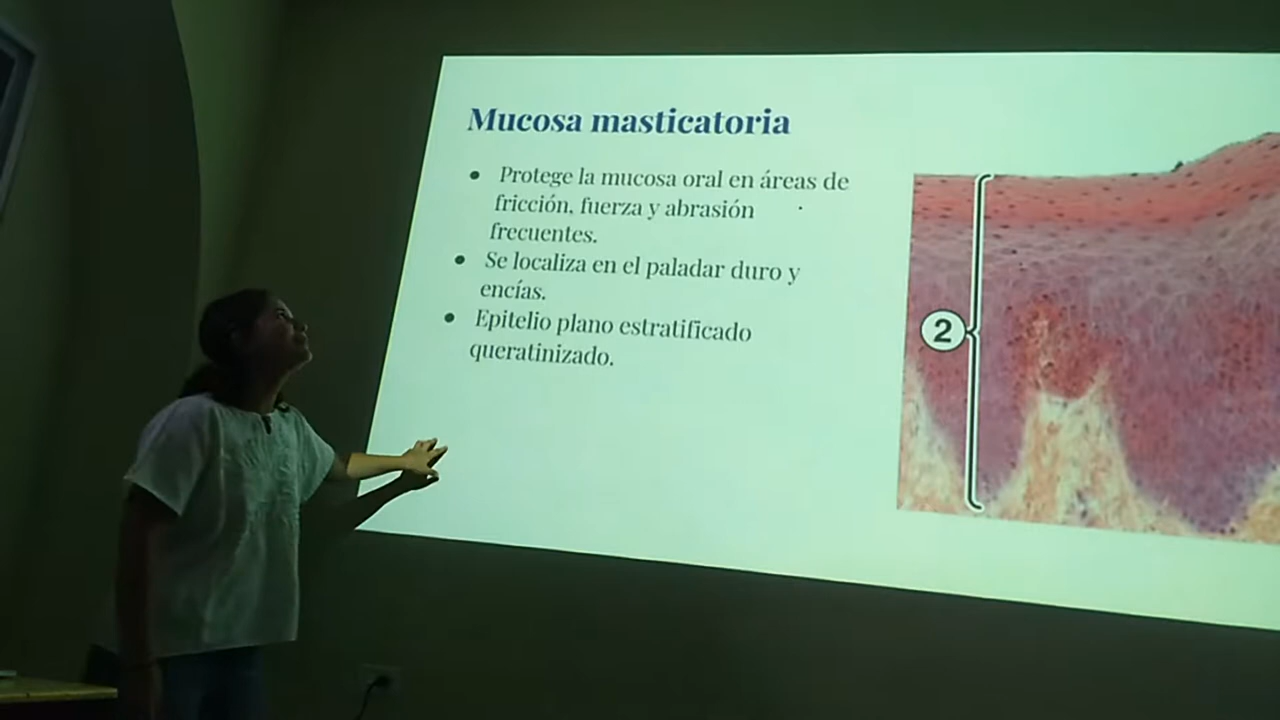 Mucosa masticatoria
● Protege la mucosa oral en áreas de
fricción, fuerza y abrasión
frecuentes.
● Se localiza en el paladar duro y
encías.
● Epitelio plano estratificado
queratinizado.
2